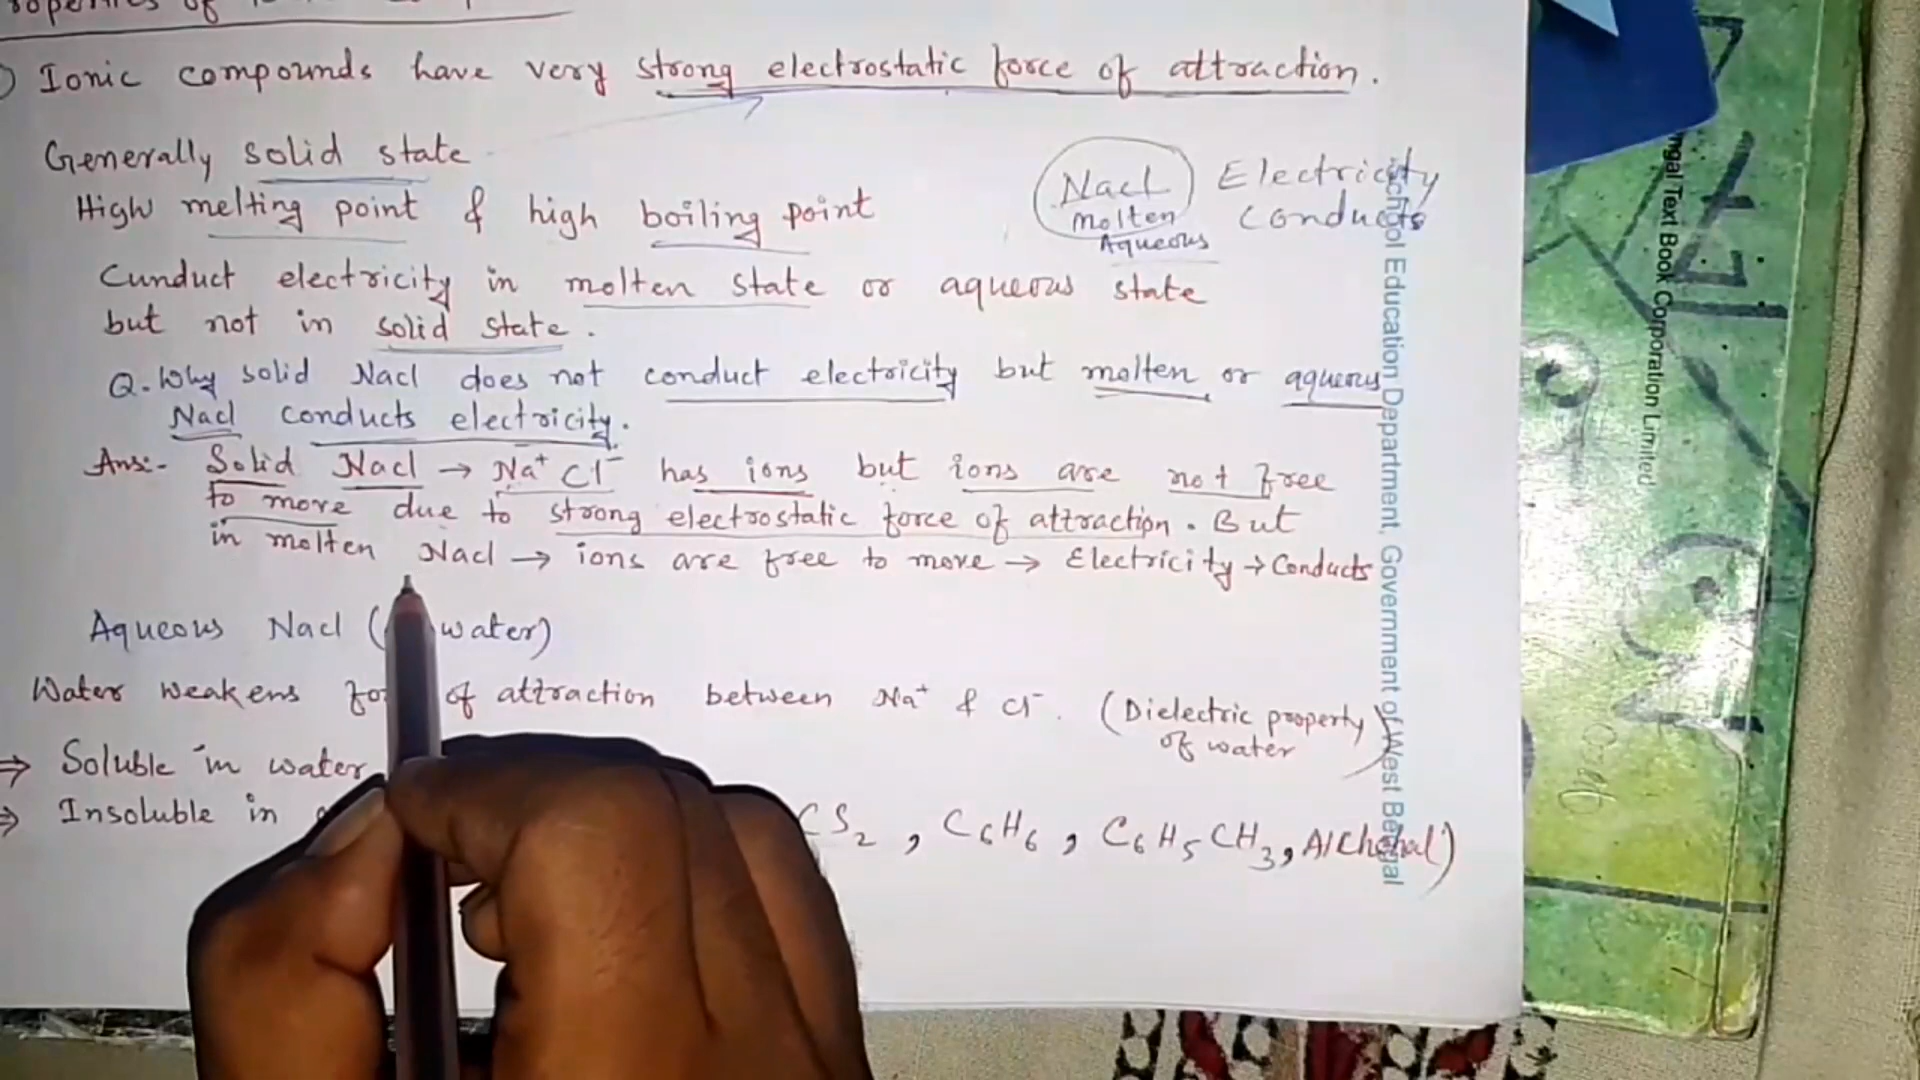 Ionic compounds have very strong electrostatic force of attraction.
Generally solid state
High melting point & high boiling point
Nacl
molten
Aqueous
Electricity
Conducts
Cunduct electricity in molten state or aqueous state
but not in solid state.
Q. Why solid Nacl does not conduct electricity but molten or aqueous
Nacl conducts electricity.
Ans:- Solid Nacl → Na⁺ Cl⁻ has ions but ions are not free
to move due to strong electrostatic force of attraction. But
in molten Nacl → ions are free to move → Electricity → Conducts
Aqueous Nacl ( water)
Water weakens of attraction between Na⁺ & Cl⁻. (Dielectric property
of water)
⇒ Soluble in water
⇒ Insoluble in CS₂, C₆H₆, C₆H₅CH₃, Alchohal)
School Education Department, Government of West Bengal
Text Book Corporation Limited